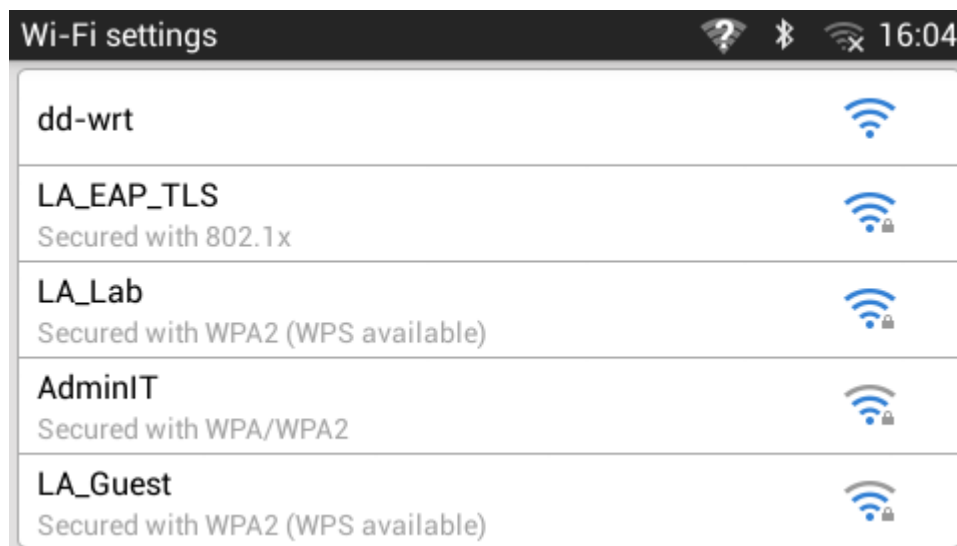 Wi-Fi settings 16:04
dd-wrt
LA_EAP_TLS
Secured with 802.1x
LA_Lab
Secured with WPA2 (WPS available)
AdminIT
Secured with WPA/WPA2
LA_Guest
Secured with WPA2 (WPS available)